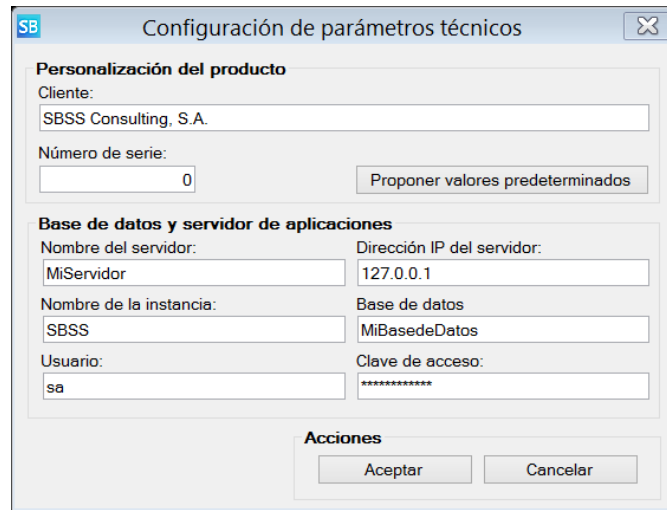 SB
Configuración de parámetros técnicos
Personalización del producto
Cliente:
SBSS Consulting, S.A.
Número de serie:
0
Proponer valores predeterminados
Base de datos y servidor de aplicaciones
Nombre del servidor:
Dirección IP del servidor:
MiServidor
127.0.0.1
Nombre de la instancia:
Base de datos
SBSS
MiBasedeDatos
Usuario:
Clave de acceso:
sa
************
Acciones
Aceptar
Cancelar